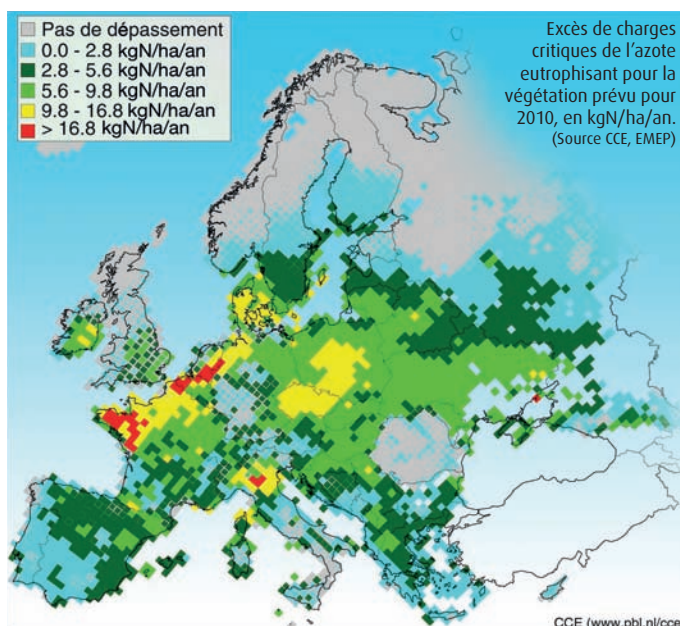 Pas de dépassement
0.0 - 2.8 kgN/ha/an
2.8 - 5.6 kgN/ha/an
5.6 - 9.8 kgN/ha/an
9.8 - 16.8 kgN/ha/an
> 16.8 kgN/ha/an
Excès de charges
critiques de l'azote
eutrophisant pour la
végétation prévu pour
2010, en kgN/ha/an.
(Source CCE, EMEP)
CCE (www.pbl.nl/cce